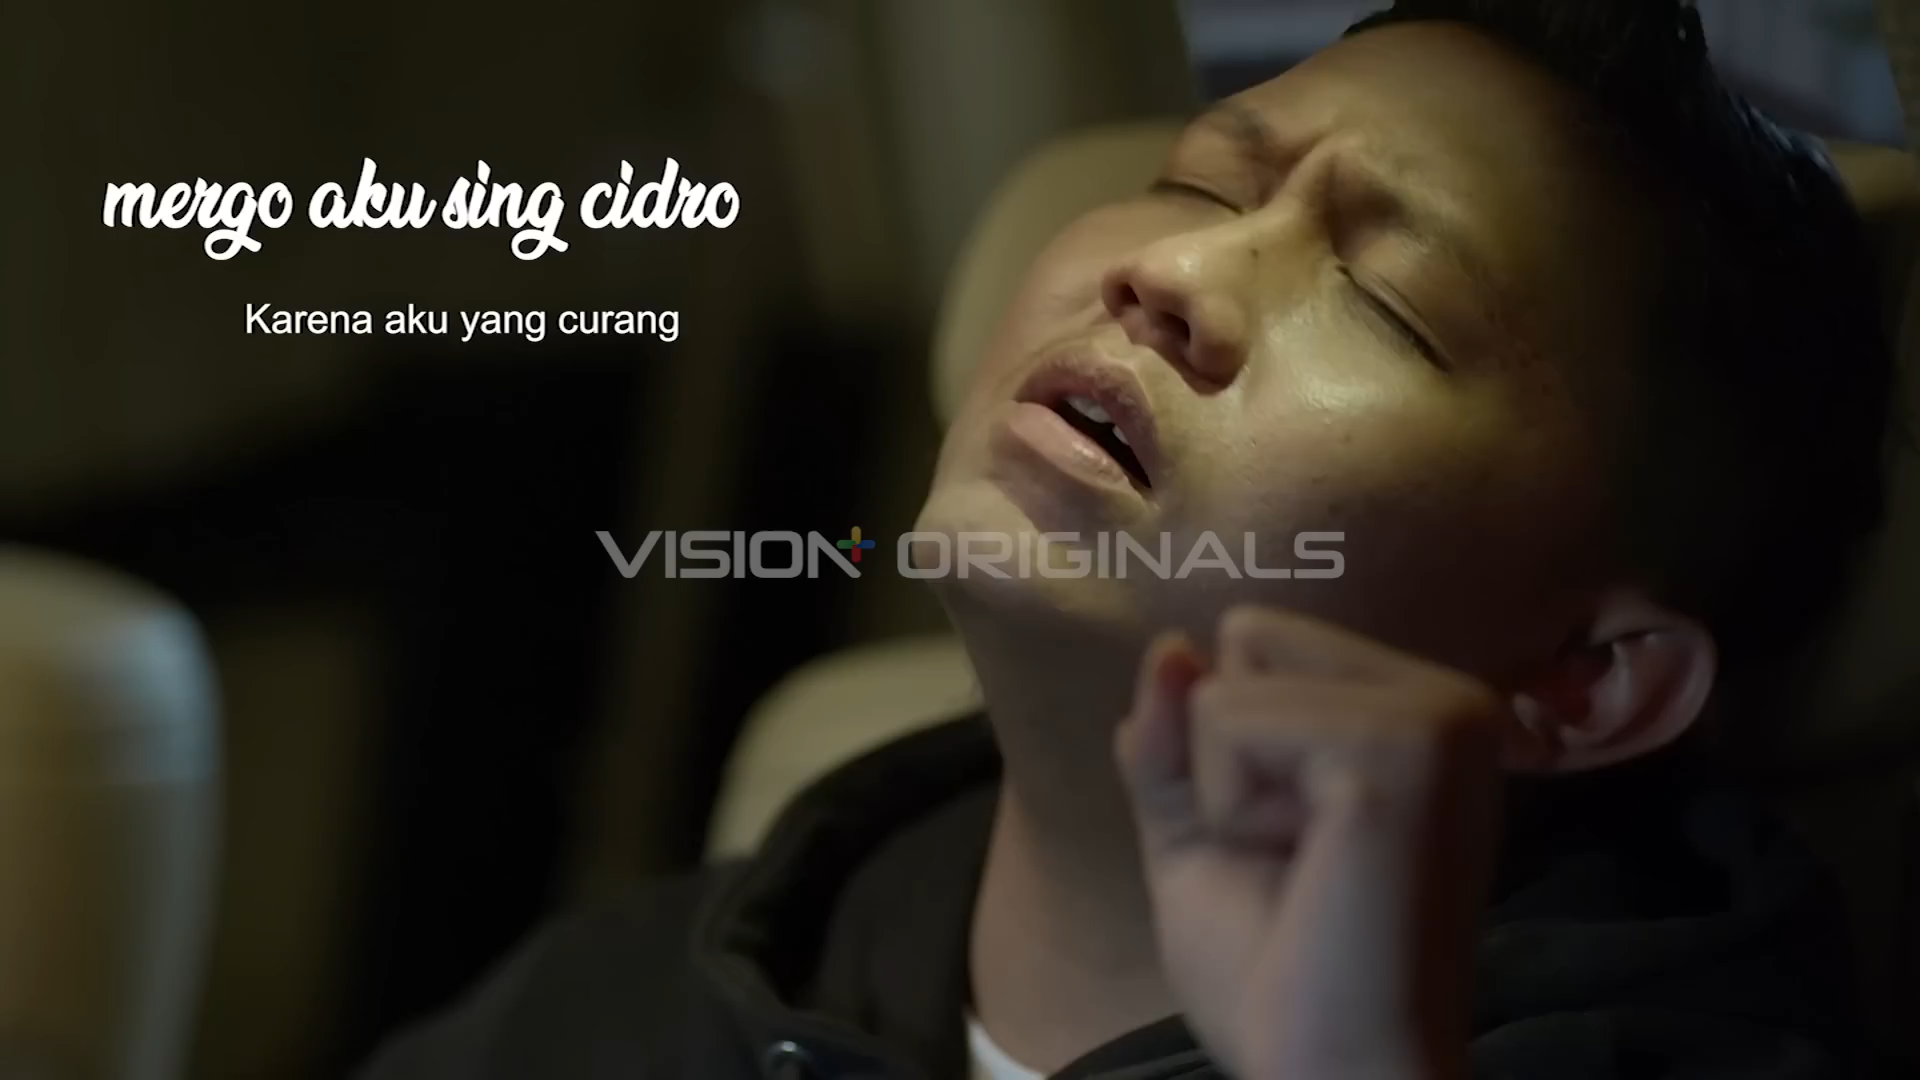 mergo aku sing cidro
Karena aku yang curang
VISION+ ORIGINALS